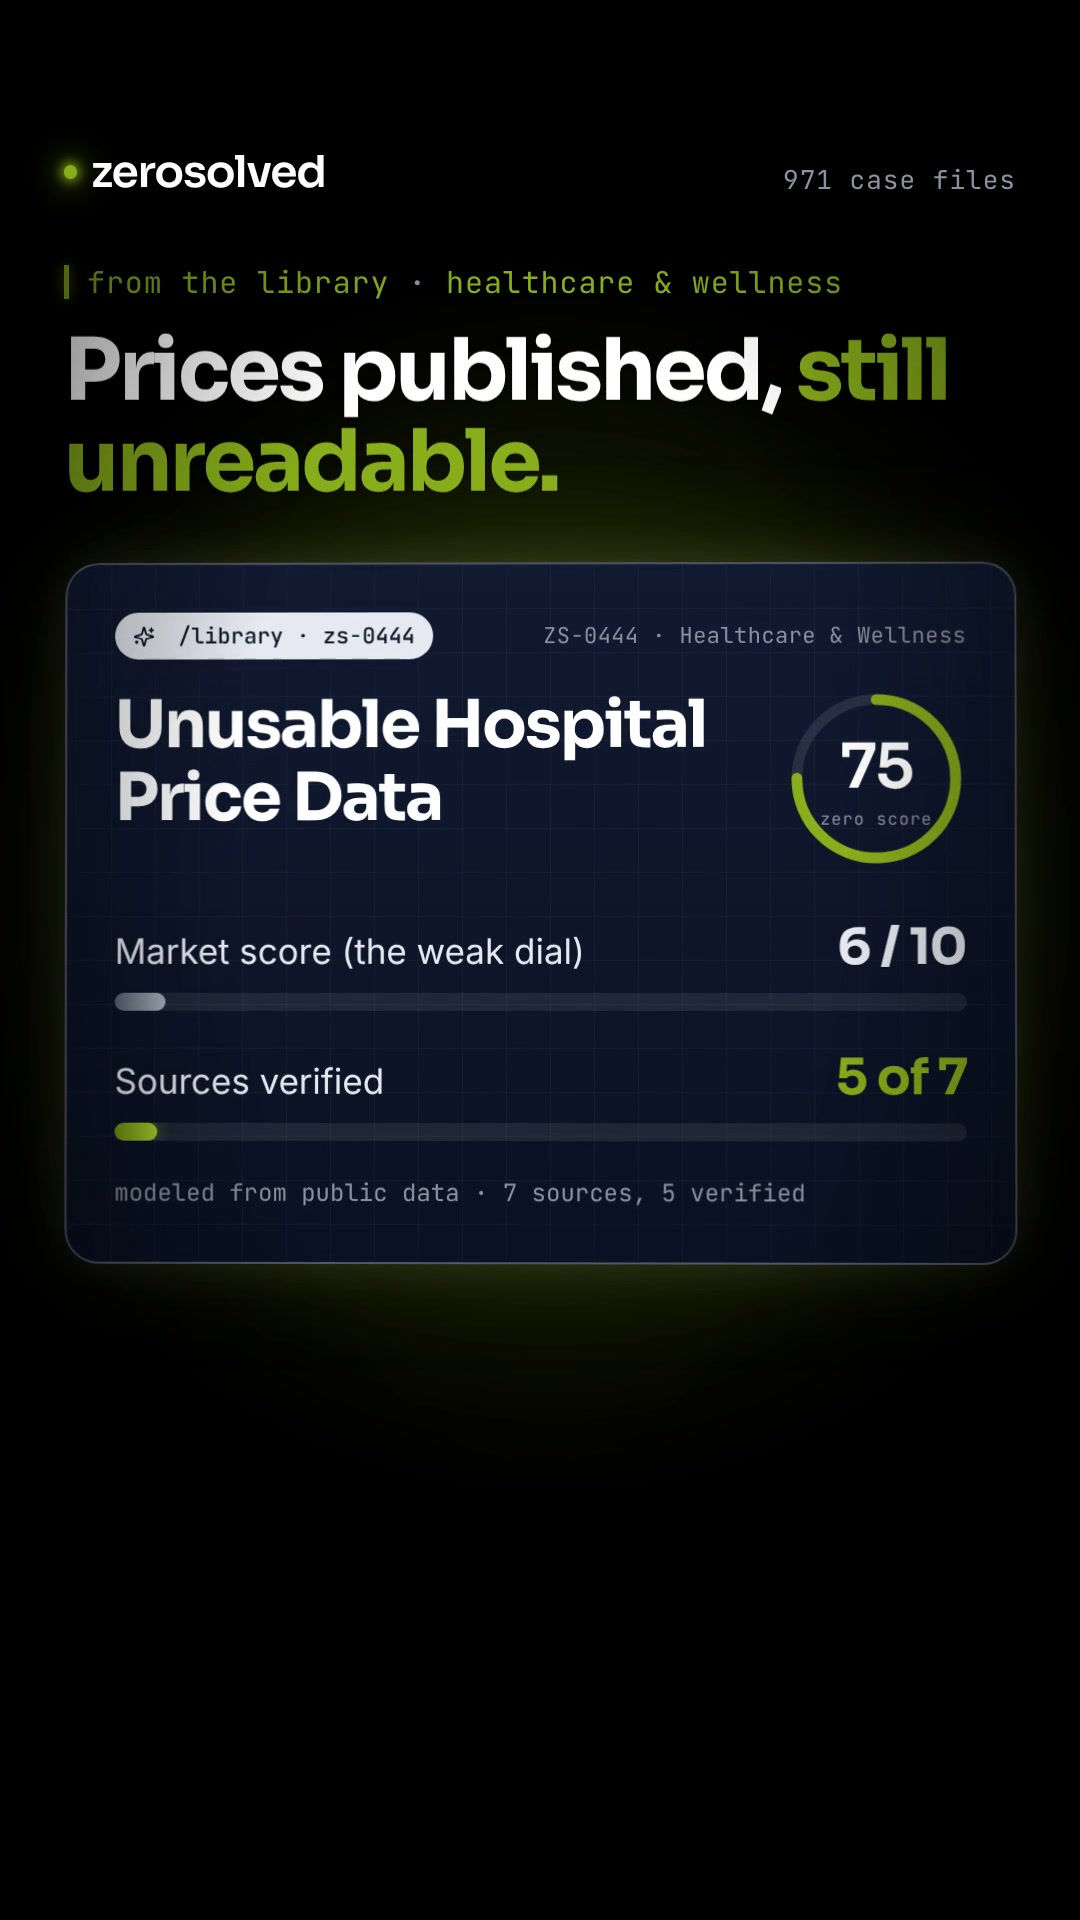 zerosolved
971 case files
from the library · healthcare & wellness
Prices published, still
unreadable.
/library · zs-0444
ZS-0444 · Healthcare & Wellness
Unusable Hospital
Price Data
75
zero score
Market score (the weak dial)
6 / 10
Sources verified
5 of 7
modeled from public data · 7 sources, 5 verified